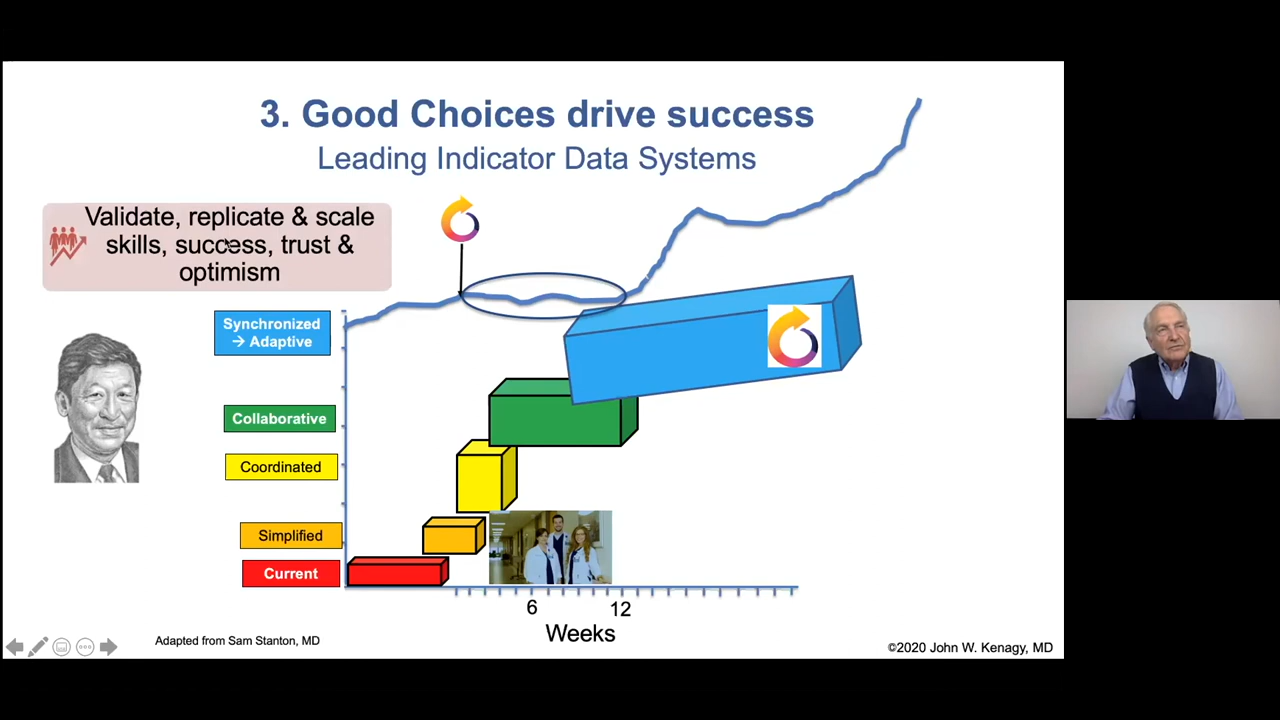 3. Good Choices drive success
Leading Indicator Data Systems
Validate, replicate & scale
skills, success, trust &
optimism
Synchronized
→ Adaptive
Collaborative
Coordinated
Simplified
Current
6
12
Weeks
Adapted from Sam Stanton, MD
©2020 John W. Kenagy, MD